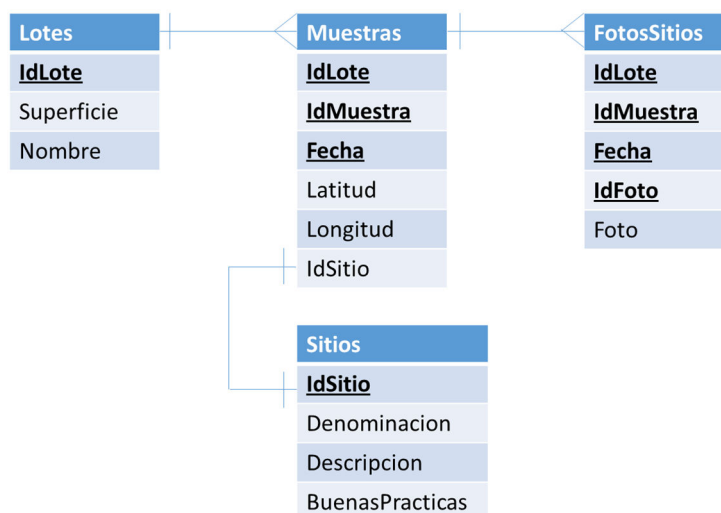 Lotes
IdLote
Superficie
Nombre
Muestras
IdLote
IdMuestra
Fecha
Latitud
Longitud
IdSitio
FotosSitios
IdLote
IdMuestra
Fecha
IdFoto
Foto
Sitios
IdSitio
Denominacion
Descripcion
BuenasPracticas